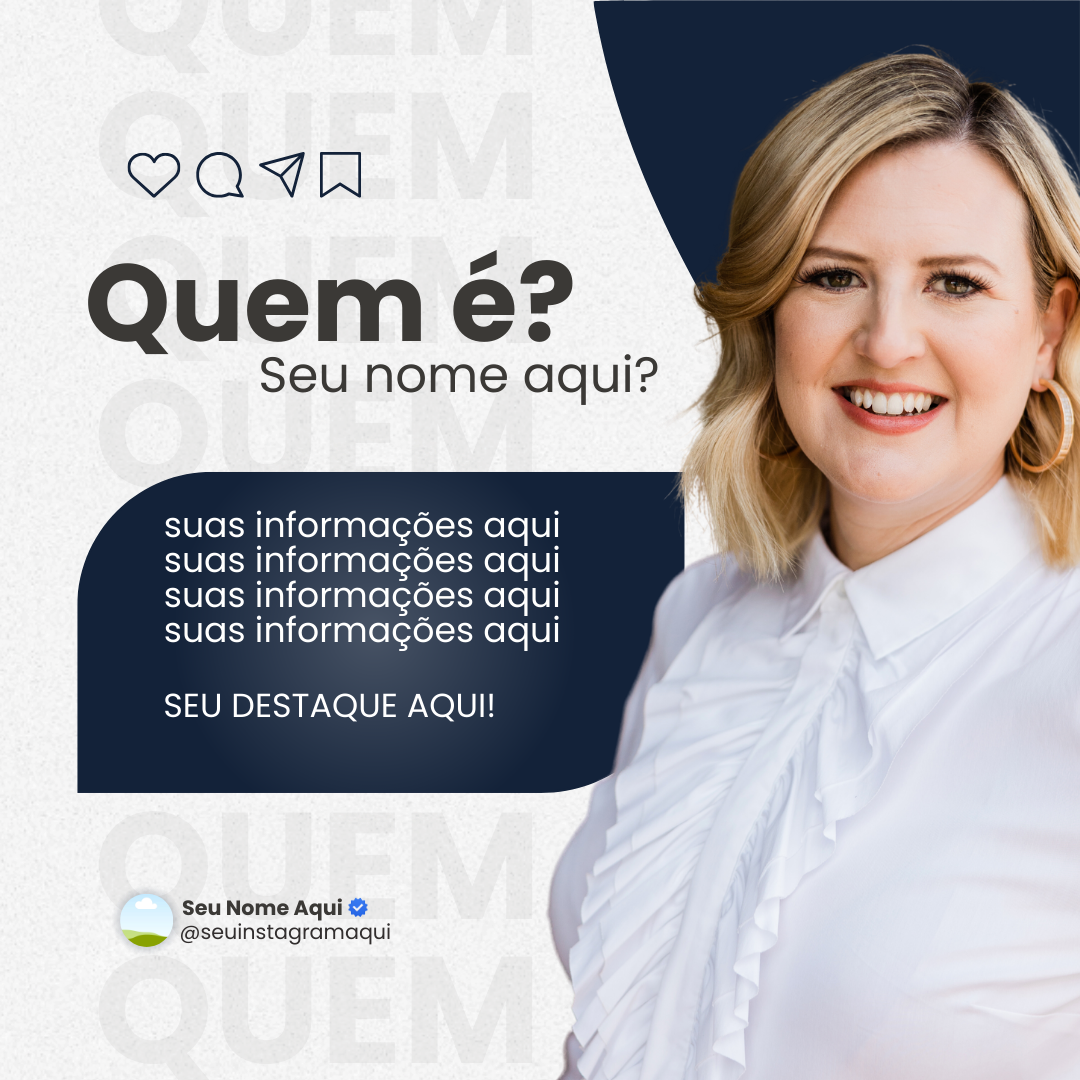 QUEM
QUEM
QUEM
Quem é?
Seu nome aqui?
QUEM
suas informações aqui
suas informações aqui
suas informações aqui
suas informações aqui
SEU DESTAQUE AQUI!
QUEM
Seu Nome Aqui
@seuinstagramaqui
QUEM